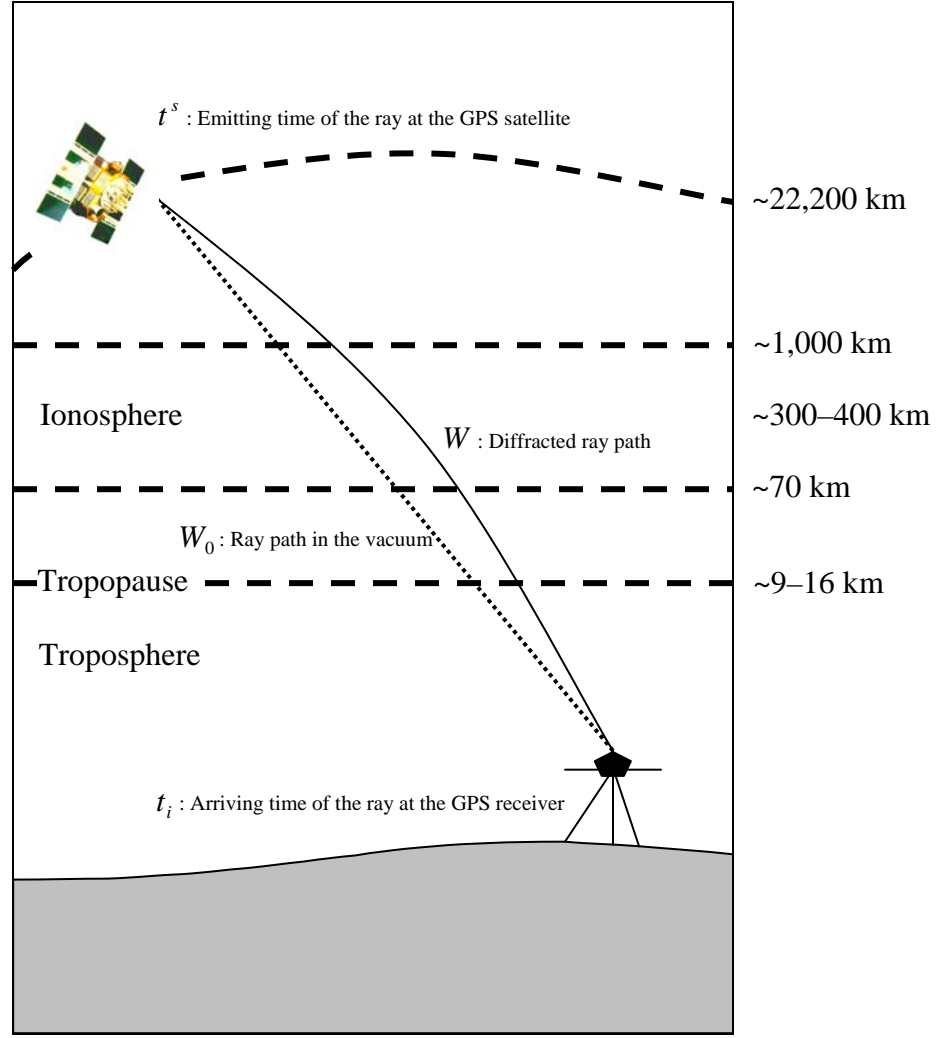 t^s : Emitting time of the ray at the GPS satellite
~22,200 km
~1,000 km
Ionosphere
~300–400 km
W : Diffracted ray path
~70 km
W_0 : Ray path in the vacuum
Tropopause
~9–16 km
Troposphere
t_i : Arriving time of the ray at the GPS receiver